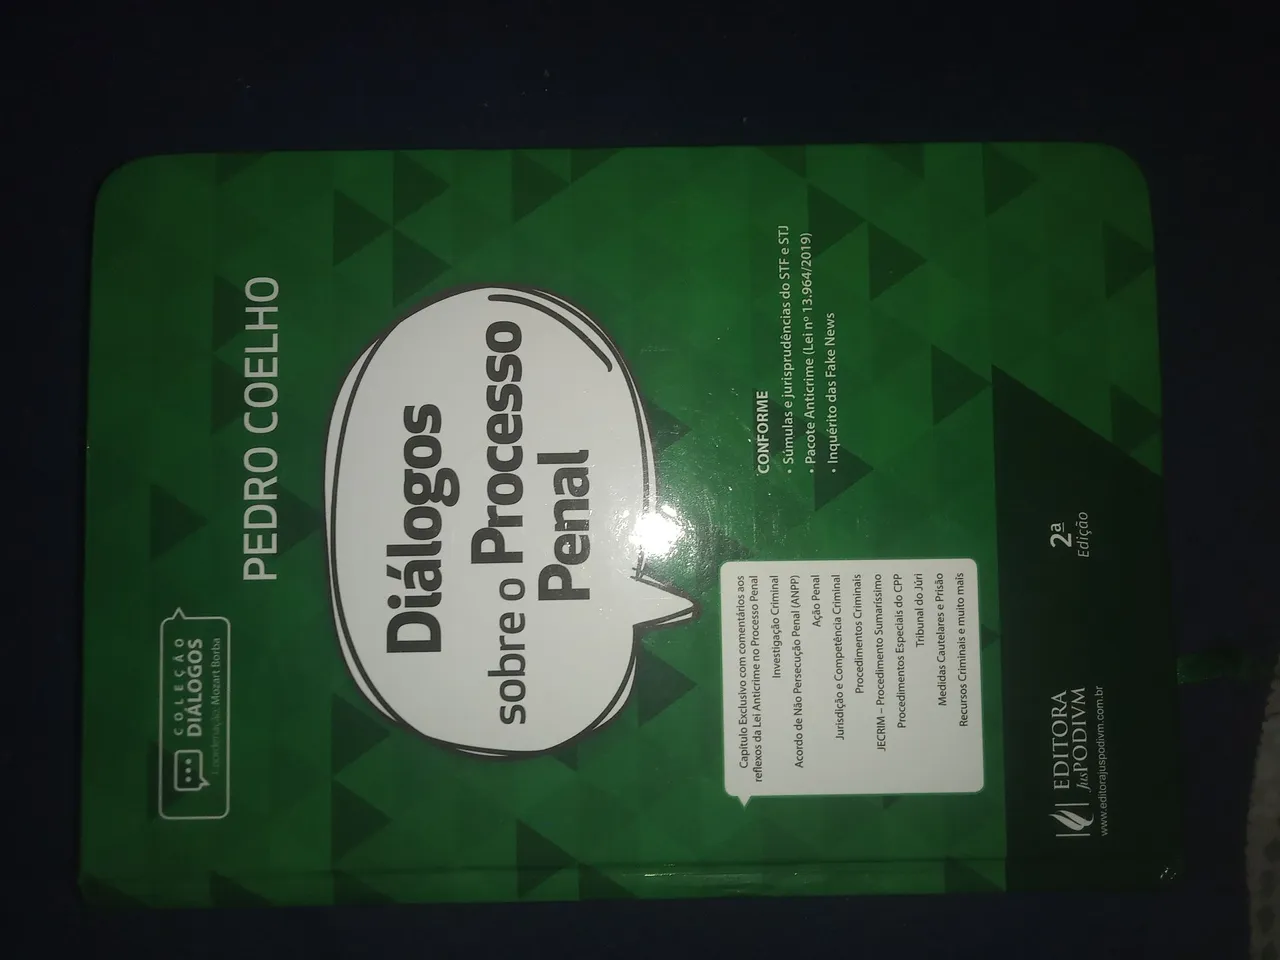 COLEÇÃO
DIÁLOGOS
Coordenação: Mozart Borba
PEDRO COELHO
Diálogos
sobre o Processo
Penal
CONFORME
• Súmulas e jurisprudências do STF e STJ
• Pacote Anticrime (Lei nº 13.964/2019)
• Inquérito das Fake News
Capítulo Exclusivo com comentários aos
reflexos da Lei Anticrime no Processo Penal
Investigação Criminal
Acordo de Não Persecução Penal (ANPP)
Ação Penal
Jurisdição e Competência Criminal
Procedimentos Criminais
JECRIM – Procedimento Sumaríssimo
Procedimentos Especiais do CPP
Tribunal do Júri
Medidas Cautelares e Prisão
Recursos Criminais e muito mais
2ª
Edição
EDITORA
JusPODIVM
www.editorajuspodivm.com.br